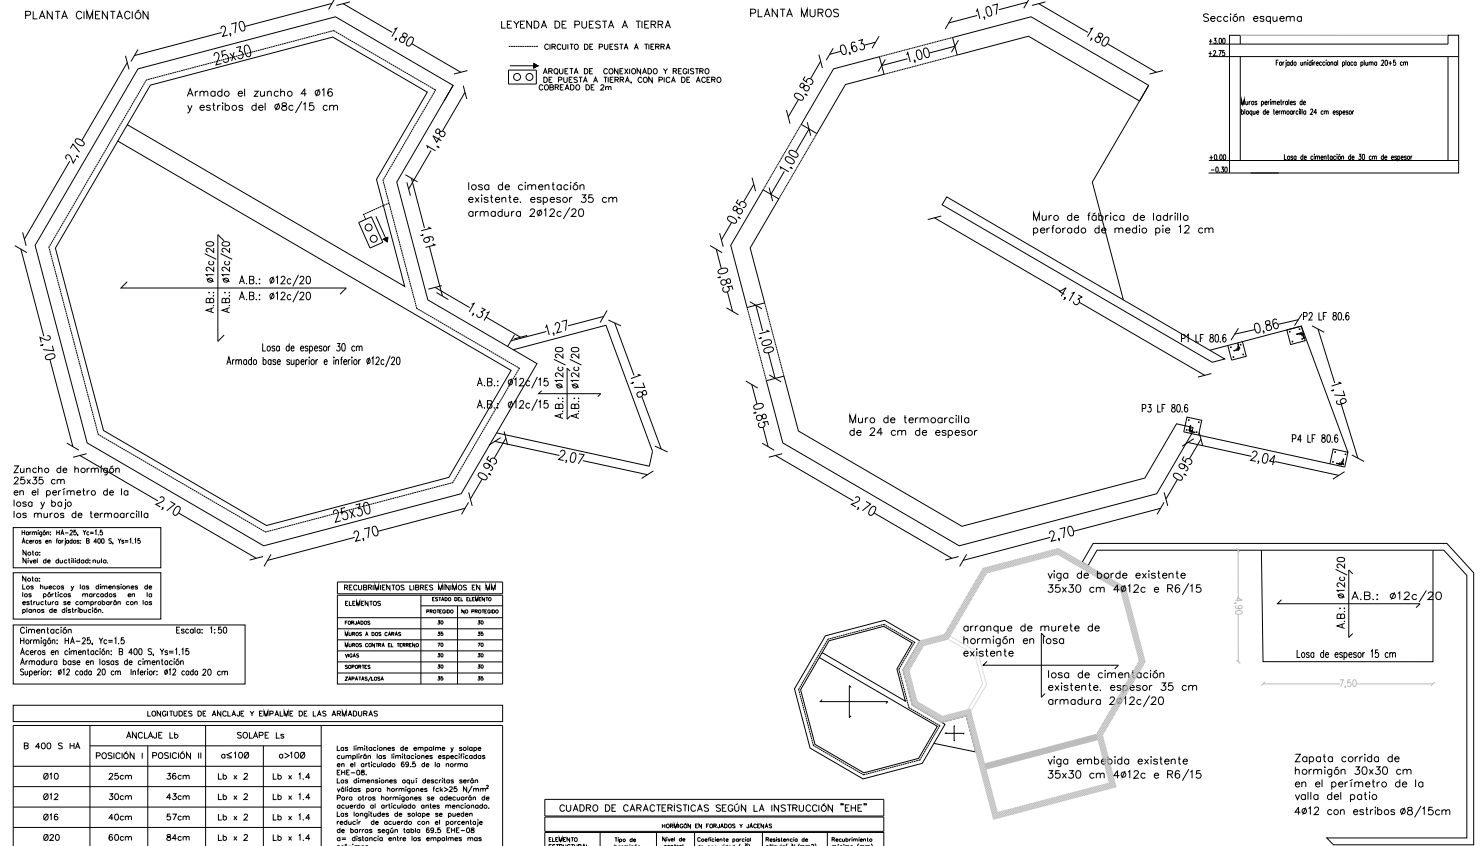 PLANTA CIMENTACIÓN
2,70
1,80
25x30
Armado el zuncho 4 ø16
y estribos del ø8c/15 cm
2,70
1,48
1,61
losa de cimentación
existente. espesor 35 cm
armadura 2ø12c/20
A.B.: ø12c/20
A.B.: ø12c/20
A.B.: ø12c/20
A.B.: ø12c/20
1,31
1,27
2,70
Losa de espesor 30 cm
Armado base superior e inferior ø12c/20
A.B.: ø12c/15
A.B.: ø12c/15
A.B.: ø12c/20
A.B.: ø12c/20
1,78
2,07
0,95
2,70
25x30
2,70
Zuncho de hormigón
25x35 cm
en el perímetro de la
losa y bajo
los muros de termoarcilla
LEYENDA DE PUESTA A TIERRA
CIRCUITO DE PUESTA A TIERRA
ARQUETA DE CONEXIONADO Y REGISTRO
DE PUESTA A TIERRA, CON PICA DE ACERO
COBREADO DE 2m
PLANTA MUROS
1,07
0,63
1,00
1,80
0,85
1,00
0,85
0,85
1,00
0,85
Muro de fábrica de ladrillo
perforado de medio pie 12 cm
4,13
P1 LF 80.6
0,86
P2 LF 80.6
1,79
P3 LF 80.6
P4 LF 80.6
2,04
0,95
Muro de termoarcilla
de 24 cm de espesor
2,70
2,70
Sección esquema
+3.00
+2.75
Forjado unidireccional placa pluma 20+5 cm
Muros perimetrales de
bloque de termoarcilla 24 cm espesor
+0.00
Losa de cimentación de 30 cm de espesor
-0.30
Hormigón: HA-25, Yc=1.5
Aceros en forjados: B 400 S, Ys=1.15
Nota:
Nivel de ductilidad: nula.
Nota:
Los huecos y las dimensiones de
los pórticos marcados en la
estructura se comprobarán con los
planos de distribución.
Cimentación Escala: 1:50
Hormigón: HA-25, Yc=1.5
Aceros en cimentación: B 400 S, Ys=1.15
Armadura base en losas de cimentación
Superior: ø12 cada 20 cm Inferior: ø12 cada 20 cm
RECUBRIMIENTOS LIBRES MÍNIMOS EN MM
ELEMENTOS ESTADO DEL ELEMENTO
PROTEGIDO NO PROTEGIDO
FORJADOS 30 30
MUROS A DOS CARAS 35 35
MUROS CONTRA EL TERRENO 70 70
VIGAS 30 30
SOPORTES 30 30
ZAPATAS/LOSA 35 35
LONGITUDES DE ANCLAJE Y EMPALME DE LAS ARMADURAS
B 400 S HA ANCLAJE Lb SOLAPE Ls
POSICIÓN I POSICIÓN II a≤10Ø a>10Ø
Ø10 25cm 36cm Lb x 2 Lb x 1.4
Ø12 30cm 43cm Lb x 2 Lb x 1.4
Ø16 40cm 57cm Lb x 2 Lb x 1.4
Ø20 60cm 84cm Lb x 2 Lb x 1.4
Las limitaciones de empalme y solape
cumplirán las limitaciones especificadas
en el artículado 69.5 de la norma
EHE-08.
Las dimensiones aquí descritas serán
válidas para hormigones fck>25 N/mm²
Para otros hormigones se adecuarán de
acuerdo al articulado antes mencionado.
Las longitudes de solape se pueden
reducir de acuerdo con el porcentaje
de barras según tabla 69.5 EHE-08
a= distancia entre los empalmes mas
viga de borde existente
35x30 cm 4ø12c e R6/15
arranque de murete de
hormigón en losa
existente
losa de cimentación
existente. espesor 35 cm
armadura 2ø12c/20
viga embebida existente
35x30 cm 4ø12c e R6/15
4,90
A.B.: ø12c/20
A.B.: ø12c/20
Losa de espesor 15 cm
7,50
Zapata corrida de
hormigón 30x30 cm
en el perímetro de la
valla del patio
4ø12 con estribos ø8/15cm
CUADRO DE CARACTERISTICAS SEGÚN LA INSTRUCCIÓN "EHE"
HORMIGÓN EN FORJADOS Y JACENAS
ELEMENTO Tipo de Nivel de Coeficiente parcial Resistencia de Recubrimiento